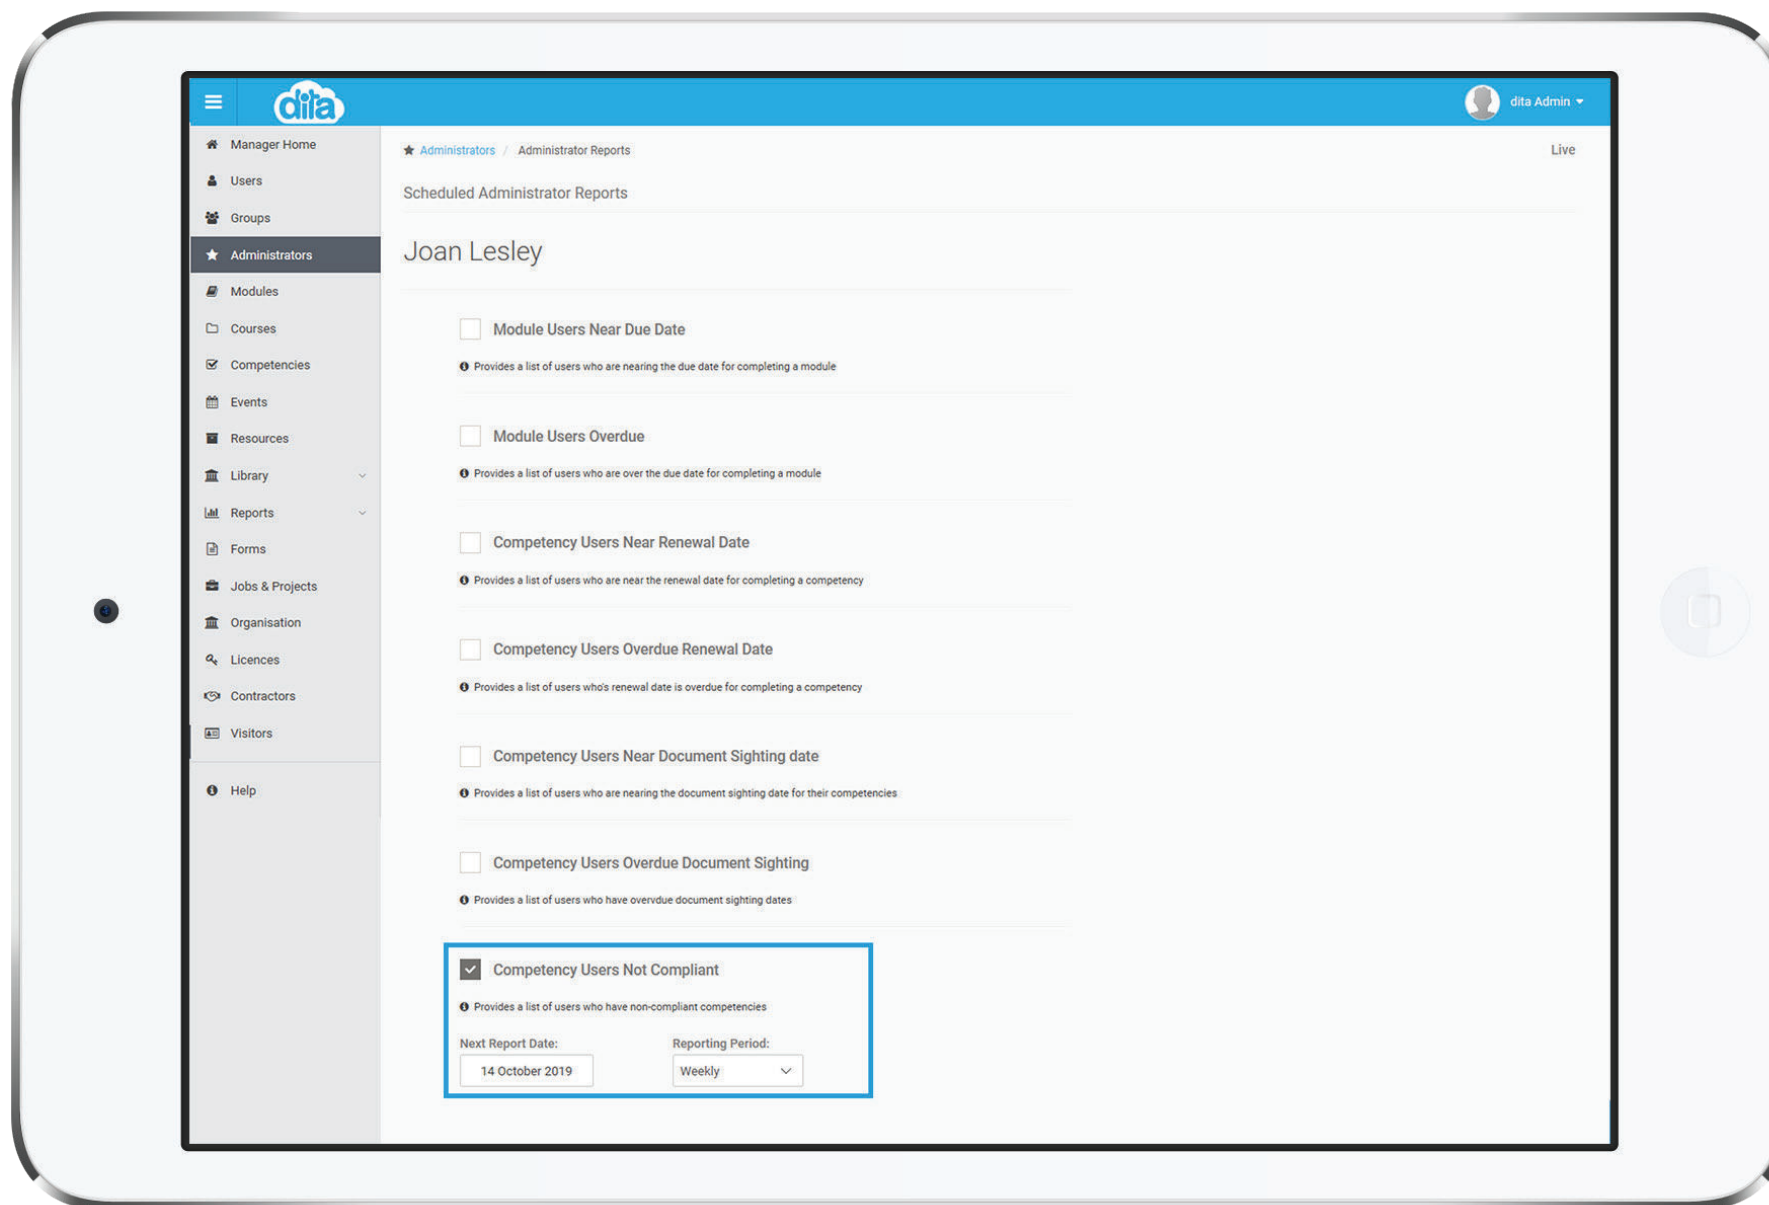 dita
dita Admin
Manager Home
Users
Groups
Administrators
Modules
Courses
Competencies
Events
Resources
Library
Reports
Forms
Jobs & Projects
Organisation
Licences
Contractors
Visitors
Help
Administrators / Administrator Reports
Live
Scheduled Administrator Reports
Joan Lesley
Module Users Near Due Date
Provides a list of users who are nearing the due date for completing a module
Module Users Overdue
Provides a list of users who are over the due date for completing a module
Competency Users Near Renewal Date
Provides a list of users who are near the renewal date for completing a competency
Competency Users Overdue Renewal Date
Provides a list of users who's renewal date is overdue for completing a competency
Competency Users Near Document Sighting date
Provides a list of users who are nearing the document sighting date for their competencies
Competency Users Overdue Document Sighting
Provides a list of users who have overvdue document sighting dates
Competency Users Not Compliant
Provides a list of users who have non-compliant competencies
Next Report Date: Reporting Period:
14 October 2019 Weekly